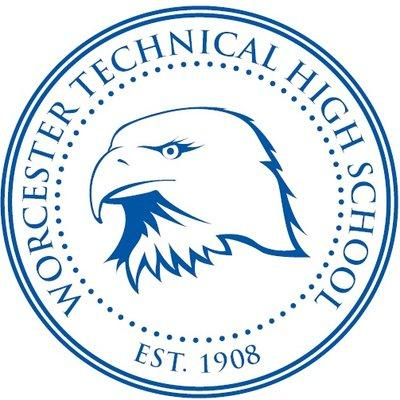 WORCESTER TECHNICAL HIGH SCHOOL
EST. 1908